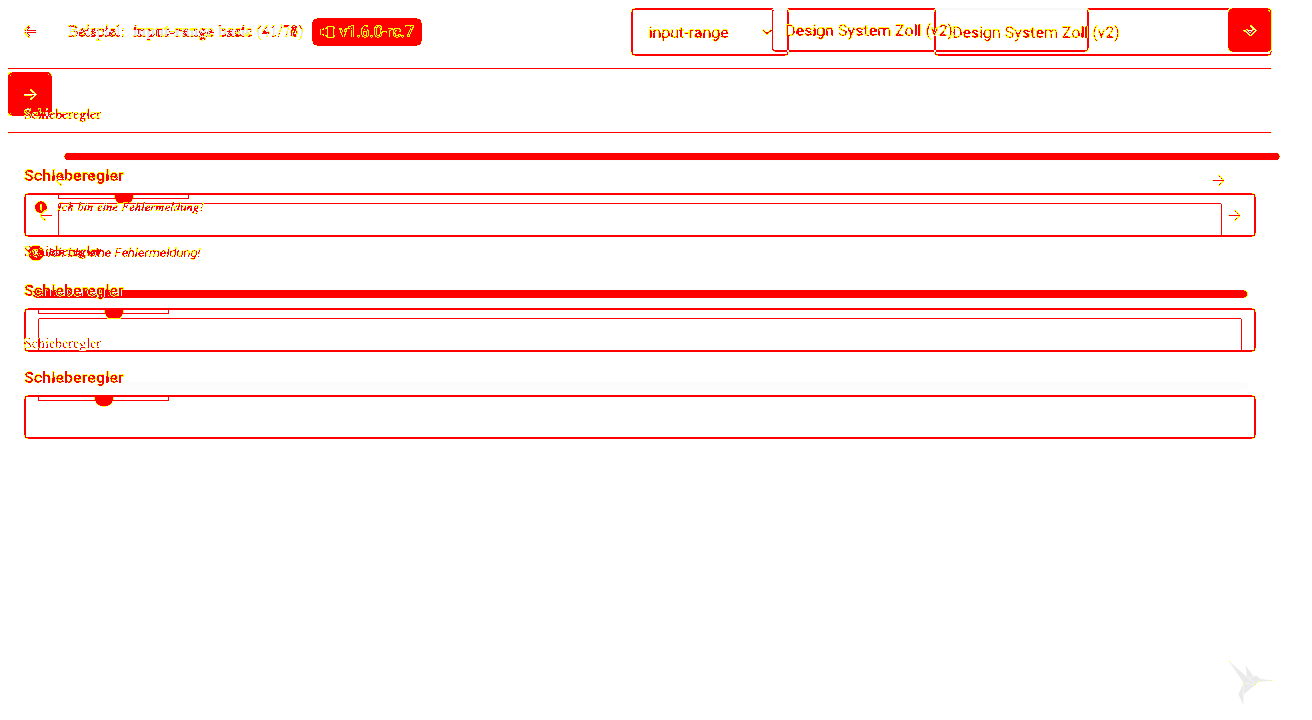 Beispiel: input-range basic (41/78) v1.6.0-rc.7 input-range Design System Zoll (v2) Design System Zoll (v2)
Schieberegler
Schieberegler
Ich bin eine Fehlermeldung!
Schieberegler
Ich bin eine Fehlermeldung!
Schieberegler
Schieberegler
Schieberegler